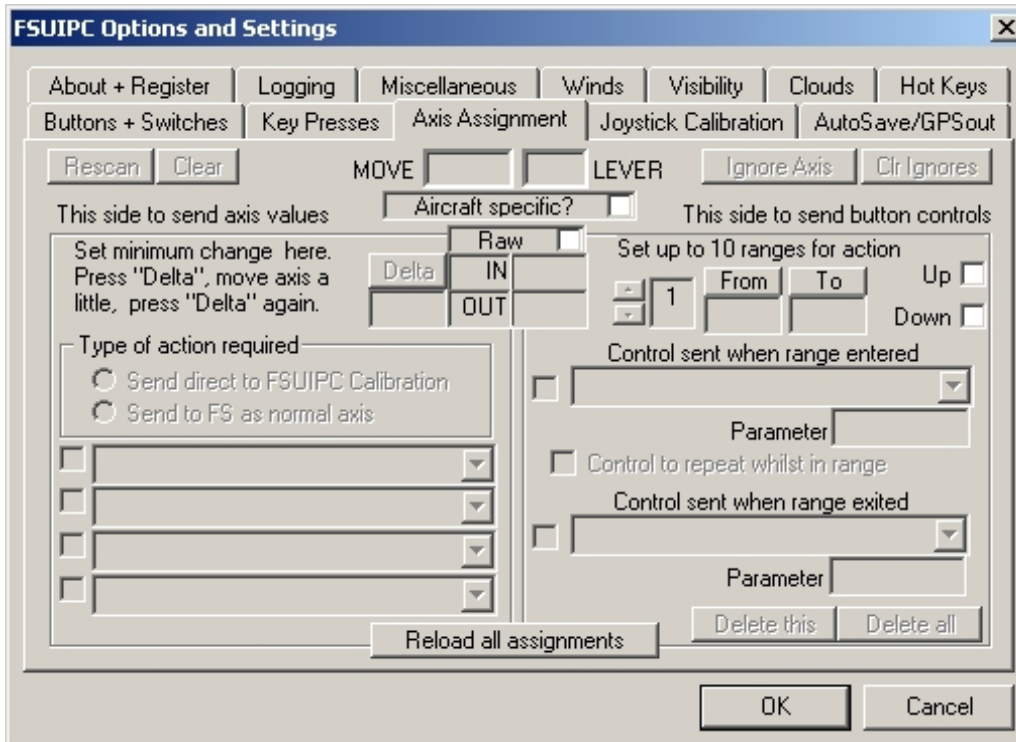 FSUIPC Options and Settings
About + Register Logging Miscellaneous Winds Visibility Clouds Hot Keys
Buttons + Switches Key Presses Axis Assignment Joystick Calibration AutoSave/GPSout
Rescan Clear MOVE LEVER Ignore Axis Clr Ignores
Aircraft specific?
This side to send axis values
This side to send button controls
Set minimum change here.
Press "Delta", move axis a
little, press "Delta" again.
Raw
Delta IN
OUT
Set up to 10 ranges for action
1 From To Up
Down
Type of action required
Send direct to FSUIPC Calibration
Send to FS as normal axis
Control sent when range entered
Parameter
Control to repeat whilst in range
Control sent when range exited
Parameter
Delete this Delete all
Reload all assignments
OK Cancel